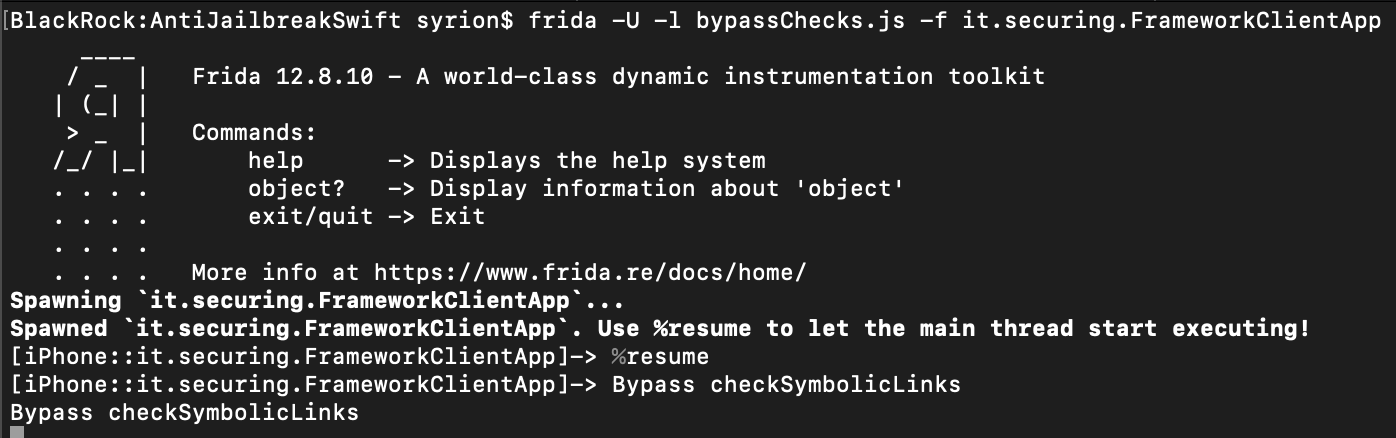 [BlackRock:AntiJailbreakSwift syrion$ frida -U -l bypassChecks.js -f it.securing.FrameworkClientApp
     ____
    / _  |   Frida 12.8.10 - A world-class dynamic instrumentation toolkit
   | (_| |
    > _  |   Commands:
   /_/ |_|       help      -> Displays the help system
   . . . .       object?   -> Display information about 'object'
   . . . .       exit/quit -> Exit
   . . . .
   . . . .   More info at https://www.frida.re/docs/home/
Spawning `it.securing.FrameworkClientApp`...
Spawned `it.securing.FrameworkClientApp`. Use %resume to let the main thread start executing!
[iPhone::it.securing.FrameworkClientApp]-> %resume
[iPhone::it.securing.FrameworkClientApp]-> Bypass checkSymbolicLinks
Bypass checkSymbolicLinks